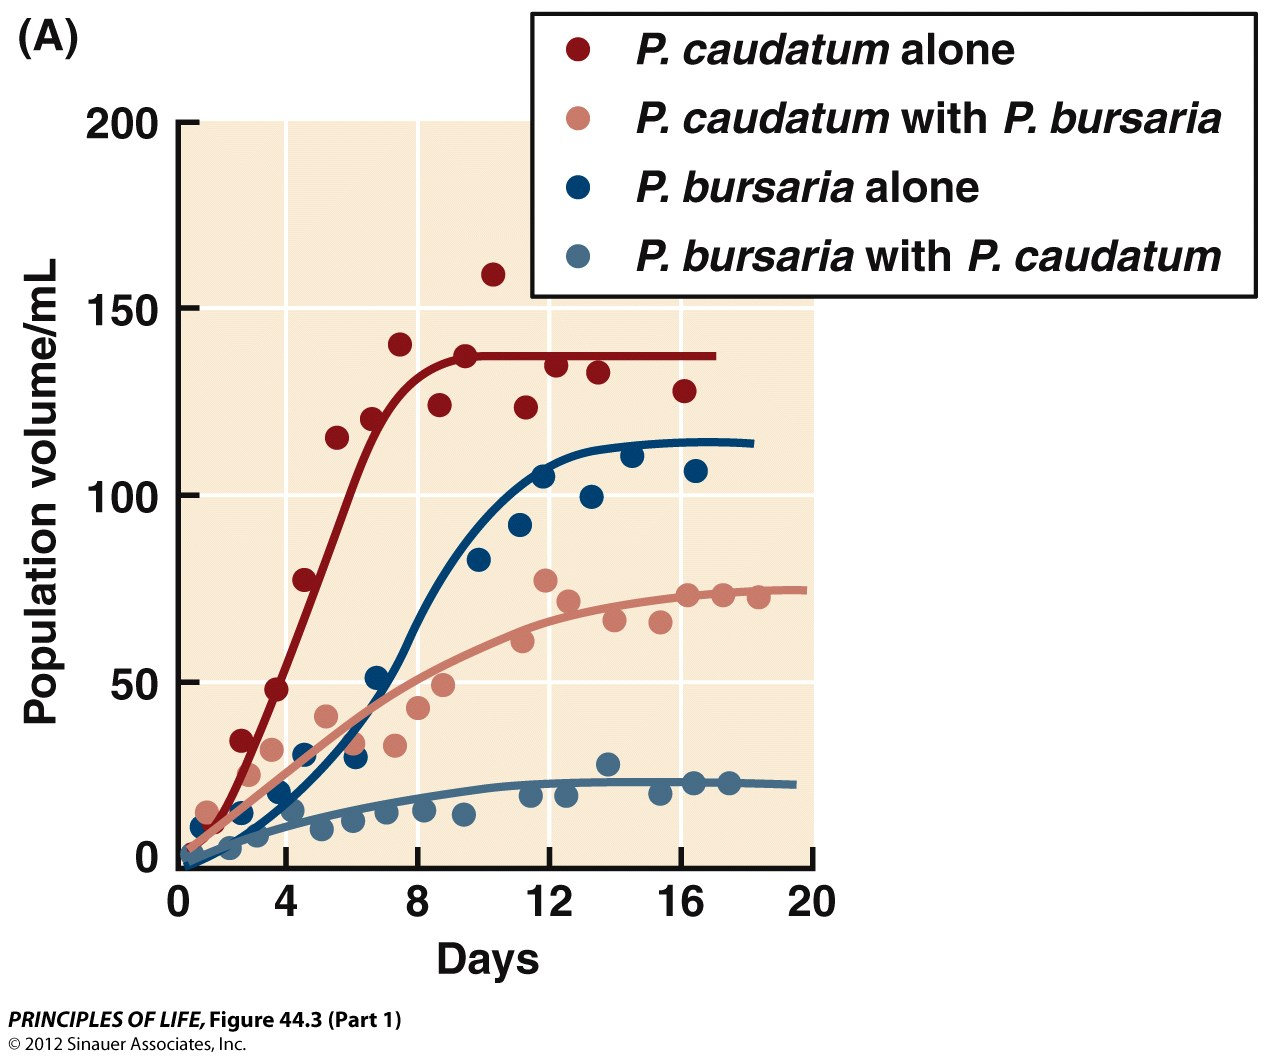 (A)
P. caudatum alone
P. caudatum with P. bursaria
P. bursaria alone
P. bursaria with P. caudatum
Population volume/mL
200
150
100
50
0
0 4 8 12 16 20
Days
PRINCIPLES OF LIFE, Figure 44.3 (Part 1)
© 2012 Sinauer Associates, Inc.